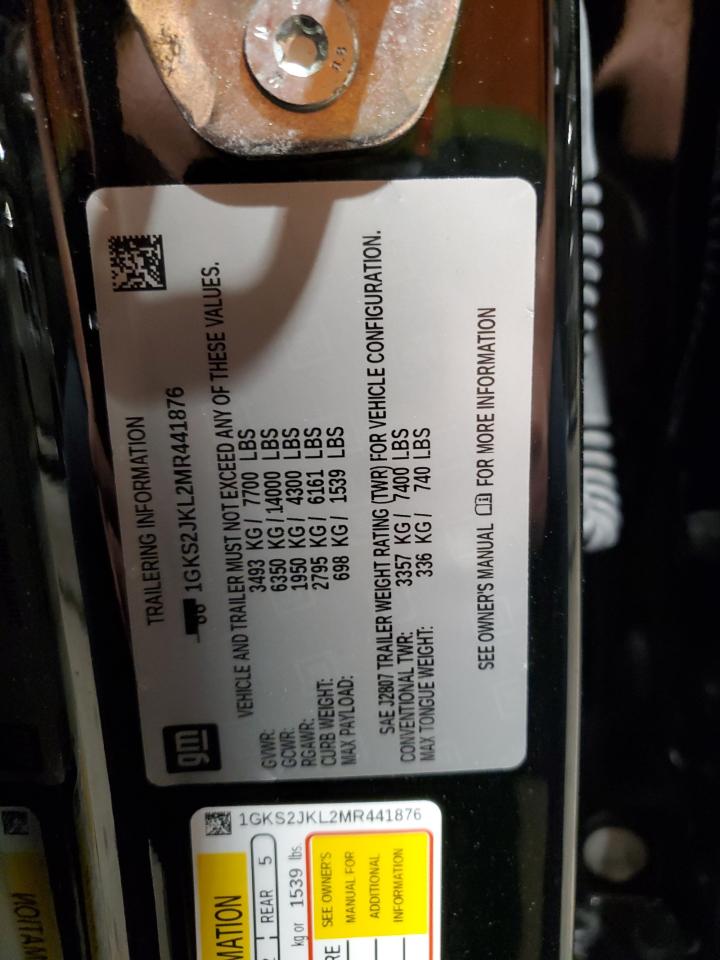 TRAILERING INFORMATION
1GKS2JKL2MR441876
gm
VEHICLE AND TRAILER MUST NOT EXCEED ANY OF THESE VALUES.
GVWR: 3493 KG / 7700 LBS
GCWR: 6350 KG / 14000 LBS
RGAWR: 1950 KG / 4300 LBS
CURB WEIGHT: 2795 KG / 6161 LBS
MAX PAYLOAD: 698 KG / 1539 LBS
SAE J2807 TRAILER WEIGHT RATING (TWR) FOR VEHICLE CONFIGURATION.
CONVENTIONAL TWR: 3357 KG / 7400 LBS
MAX TONGUE WEIGHT: 336 KG / 740 LBS
SEE OWNER'S MANUAL FOR MORE INFORMATION
1GKS2JKL2MR441876
MATION
2 REAR 5
kg or 1539 lbs.
RE
SEE OWNER'S
MANUAL FOR
ADDITIONAL
INFORMATION
MATION